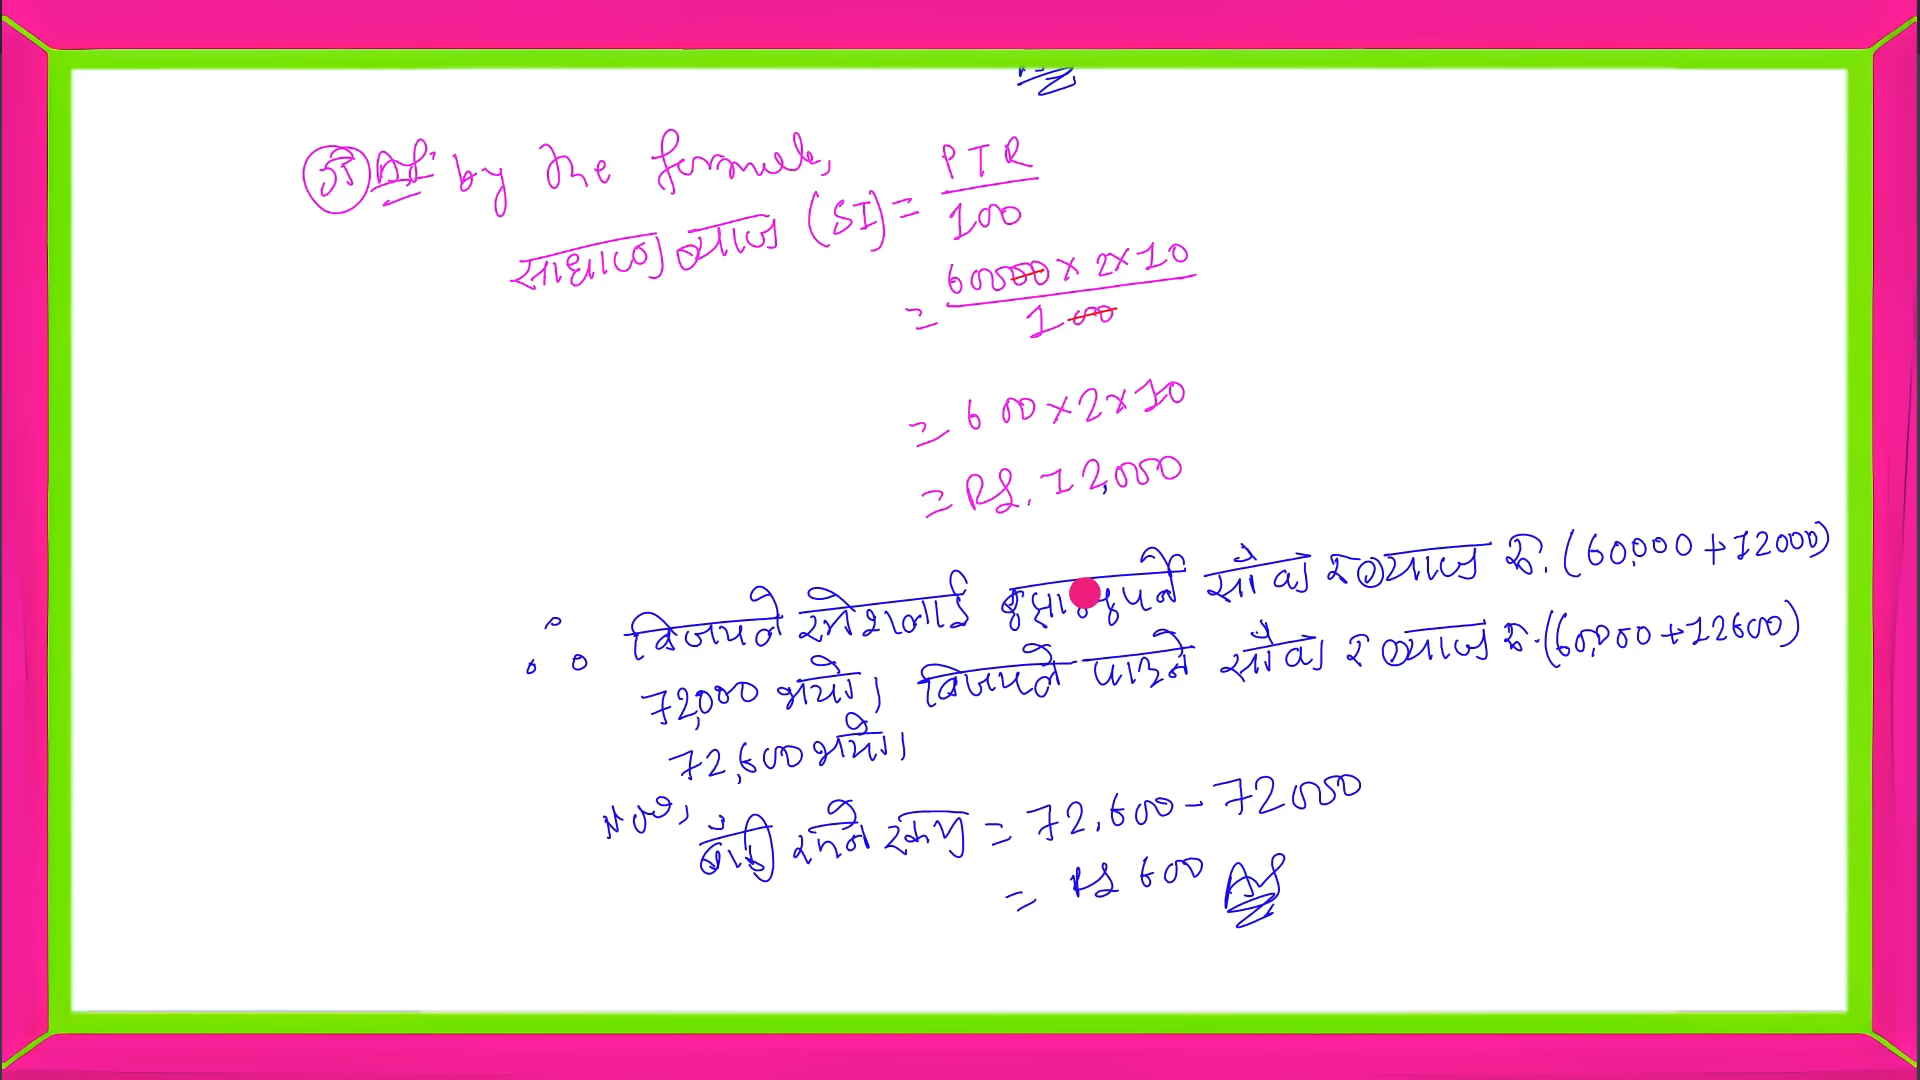 Ans by the formula,
साधारण ब्याज (SI) = PTR / 100
= 60000 × 2 × 10 / 100
= 600 × 2 × 10
= Rs. 12,000
∴ विजयले रमेशलाई बुझाउनुपर्ने साँवा र ब्याज रु. (60,000 + 12000)
72,000 भयो। विजयले पाउने साँवा र ब्याज रु. (60,000 + 12600)
72,600 भयो।
Now, बाँकी रहने रकम = 72,600 - 72000
= Rs 600 Ans